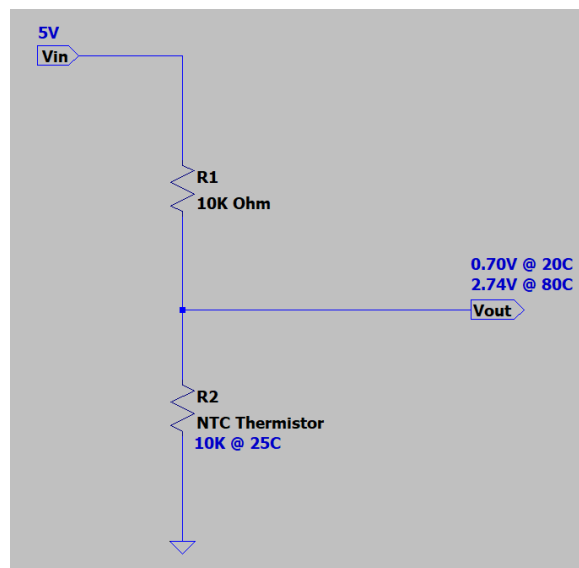 5V
Vin
R1
10K Ohm
0.70V @ 20C
2.74V @ 80C
Vout
R2
NTC Thermistor
10K @ 25C